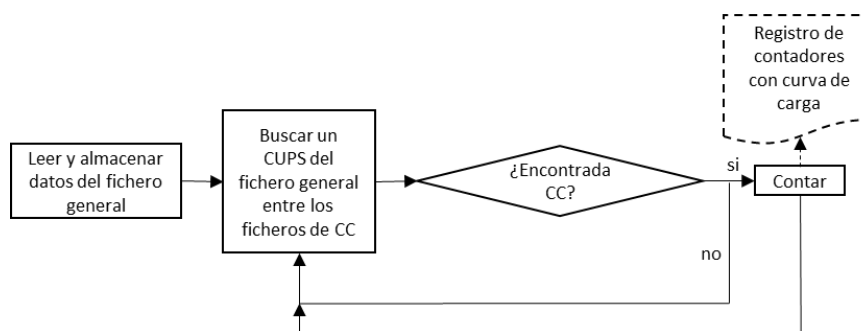 Registro de
contadores
con curva de
carga
Leer y almacenar
datos del fichero
general
Buscar un
CUPS del
fichero general
entre los
ficheros de CC
¿Encontrada
CC?
si
Contar
no